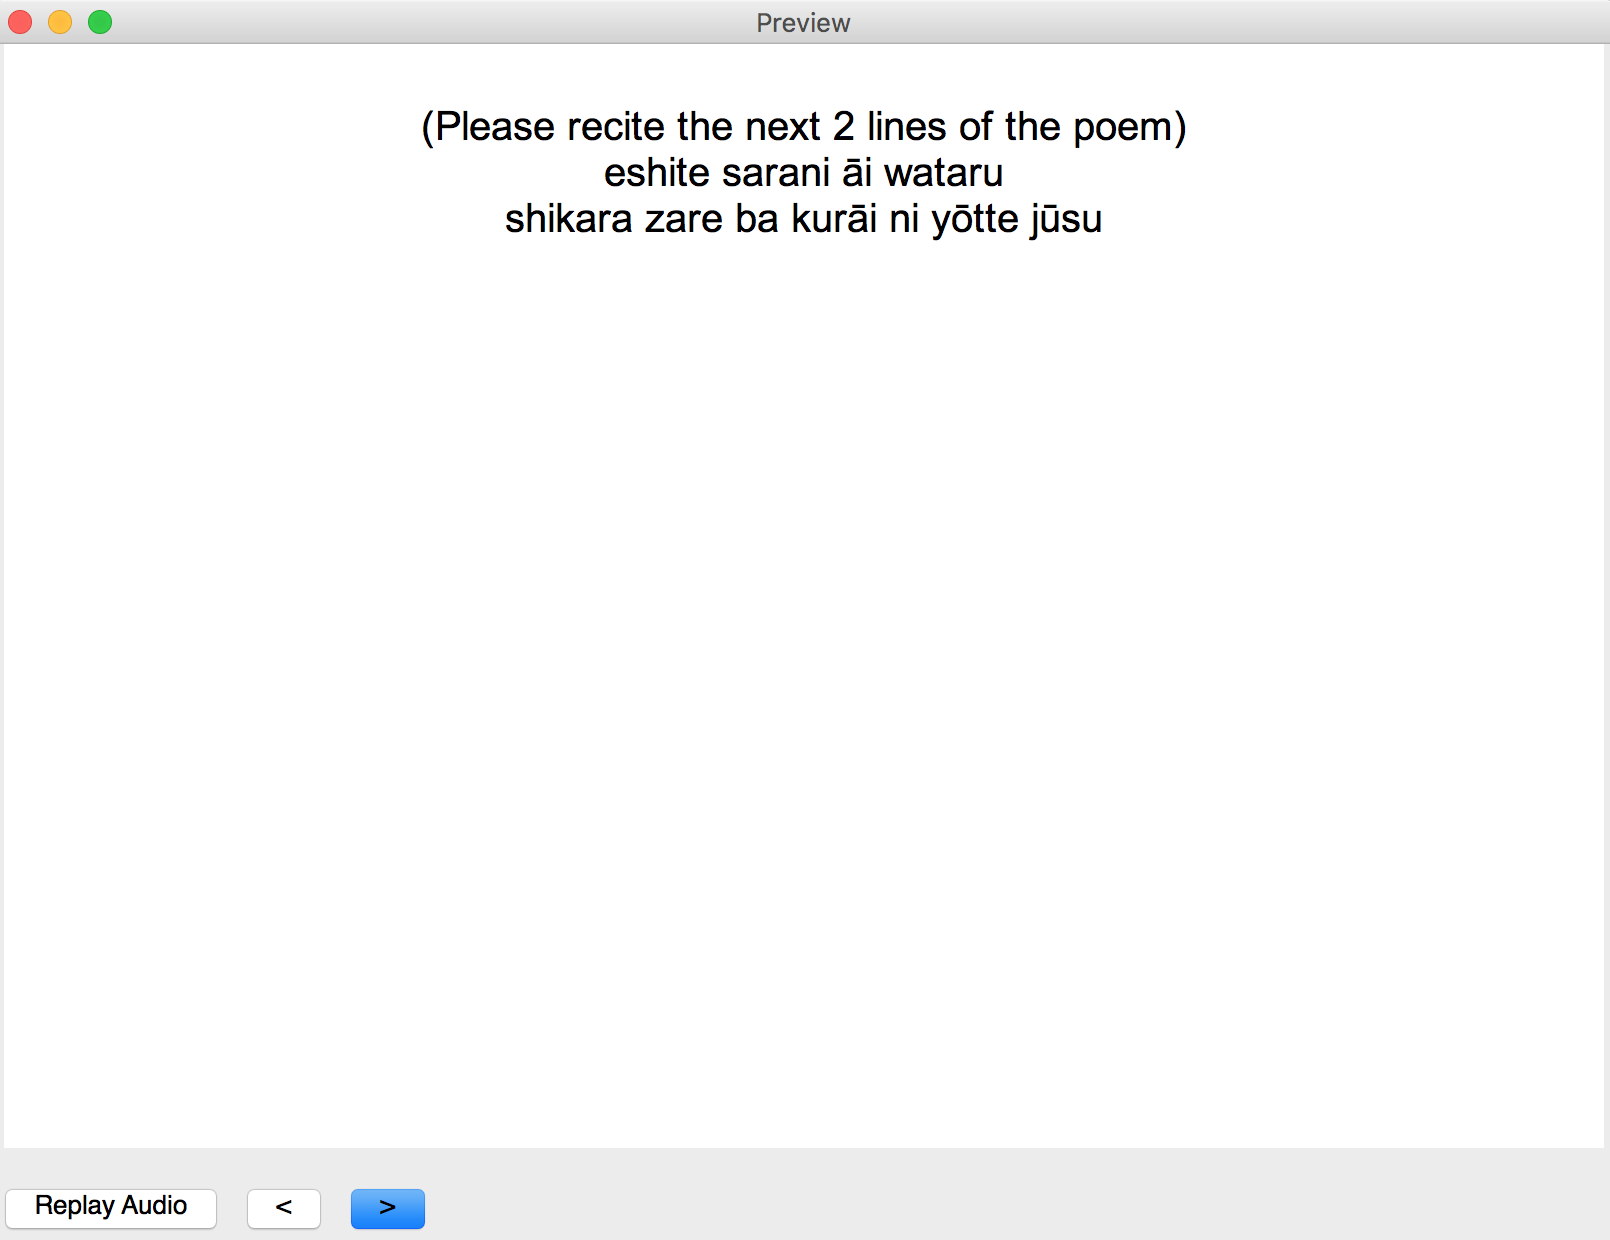 Preview
(Please recite the next 2 lines of the poem)
eshite sarani āi wataru
shikara zare ba kurāi ni yōtte jūsu
Replay Audio
<
>